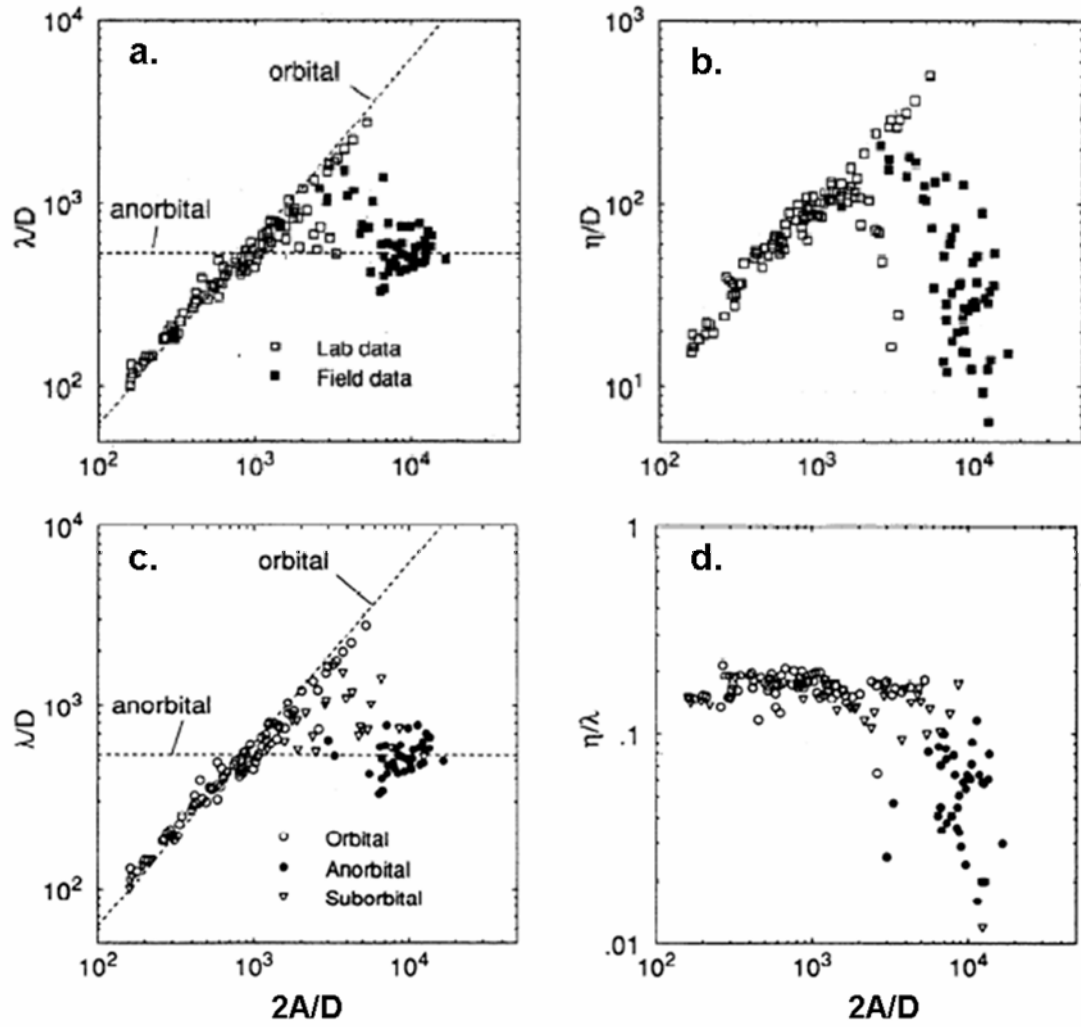 a.
10⁴
10³
10²
λ/D
orbital
anorbital
Lab data
Field data
10² 10³ 10⁴
b.
10³
10²
10¹
η/D
10² 10³ 10⁴
c.
10⁴
10³
10²
λ/D
orbital
anorbital
Orbital
Anorbital
Suborbital
10² 10³ 10⁴
2A/D
d.
1
.1
.01
η/λ
10² 10³ 10⁴
2A/D